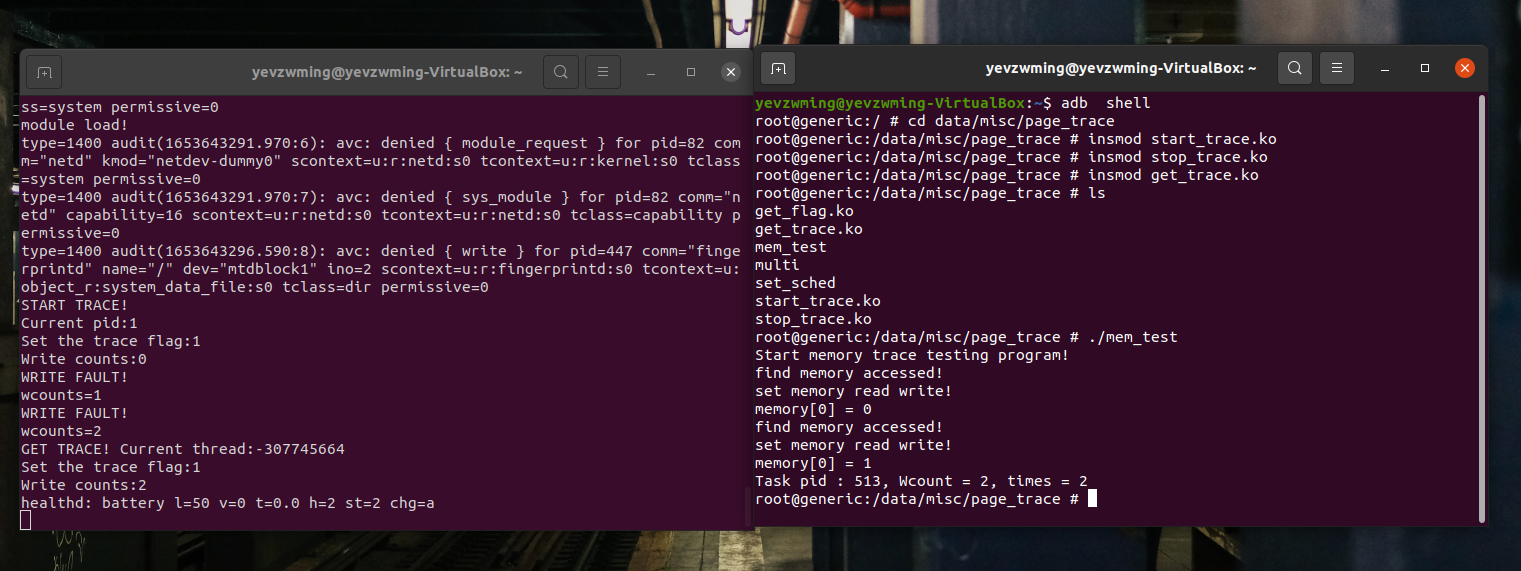 yevzwming@yevzwming-VirtualBox: ~
ss=system permissive=0
module load!
type=1400 audit(1653643291.970:6): avc: denied { module_request } for pid=82 com
m="netd" kmod="netdev-dummy0" scontext=u:r:netd:s0 tcontext=u:r:kernel:s0 tclass
=system permissive=0
type=1400 audit(1653643291.970:7): avc: denied { sys_module } for pid=82 comm="n
etd" capability=16 scontext=u:r:netd:s0 tcontext=u:r:netd:s0 tclass=capability p
ermissive=0
type=1400 audit(1653643296.590:8): avc: denied { write } for pid=447 comm="finge
rprintd" name="/" dev="mtdblock1" ino=2 scontext=u:r:fingerprintd:s0 tcontext=u:
object_r:system_data_file:s0 tclass=dir permissive=0
START TRACE!
Current pid:1
Set the trace flag:1
Write counts:0
WRITE FAULT!
wcounts=1
WRITE FAULT!
wcounts=2
GET TRACE! Current thread:-307745664
Set the trace flag:1
Write counts:2
healthd: battery l=50 v=0 t=0.0 h=2 st=2 chg=a
yevzwming@yevzwming-VirtualBox: ~
yevzwming@yevzwming-VirtualBox:~$ adb  shell
root@generic:/ # cd data/misc/page_trace
root@generic:/data/misc/page_trace # insmod start_trace.ko
root@generic:/data/misc/page_trace # insmod stop_trace.ko
root@generic:/data/misc/page_trace # insmod get_trace.ko
root@generic:/data/misc/page_trace # ls
get_flag.ko
get_trace.ko
mem_test
multi
set_sched
start_trace.ko
stop_trace.ko
root@generic:/data/misc/page_trace # ./mem_test
Start memory trace testing program!
find memory accessed!
set memory read write!
memory[0] = 0
find memory accessed!
set memory read write!
memory[0] = 1
Task pid : 513, Wcount = 2, times = 2
root@generic:/data/misc/page_trace #